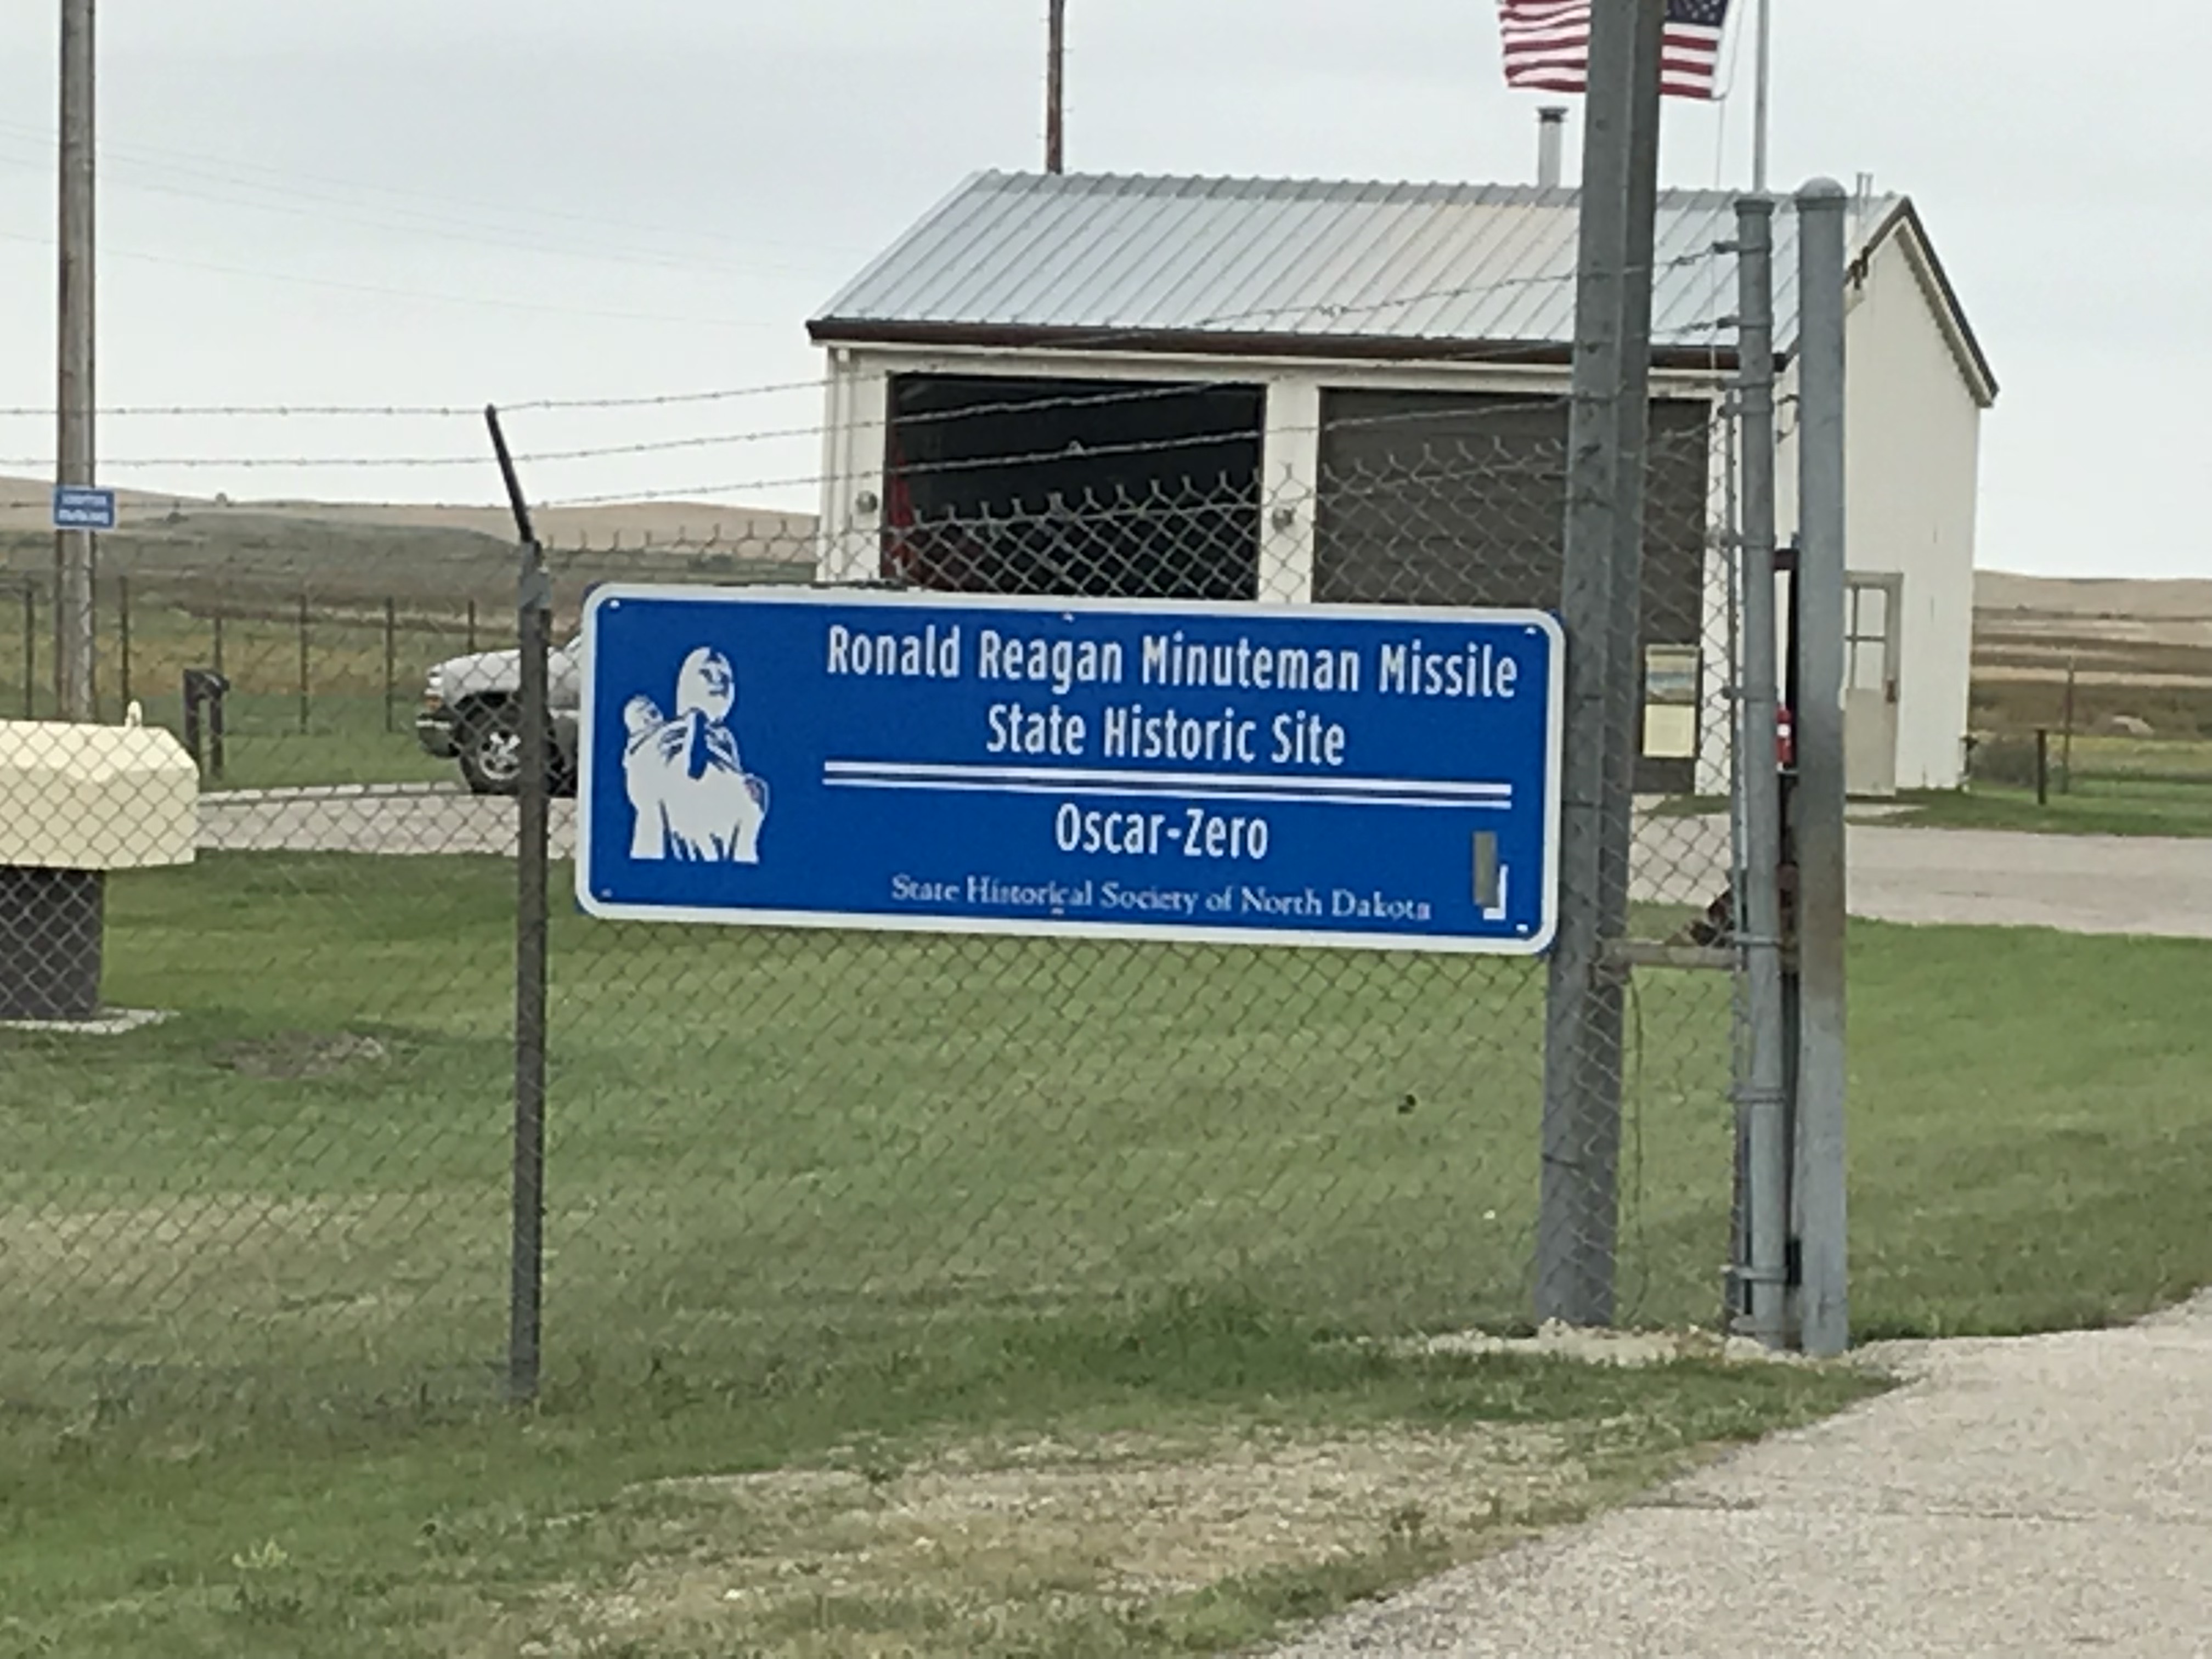 Ronald Reagan Minuteman Missile
State Historic Site
Oscar-Zero
State Historical Society of North Dakota